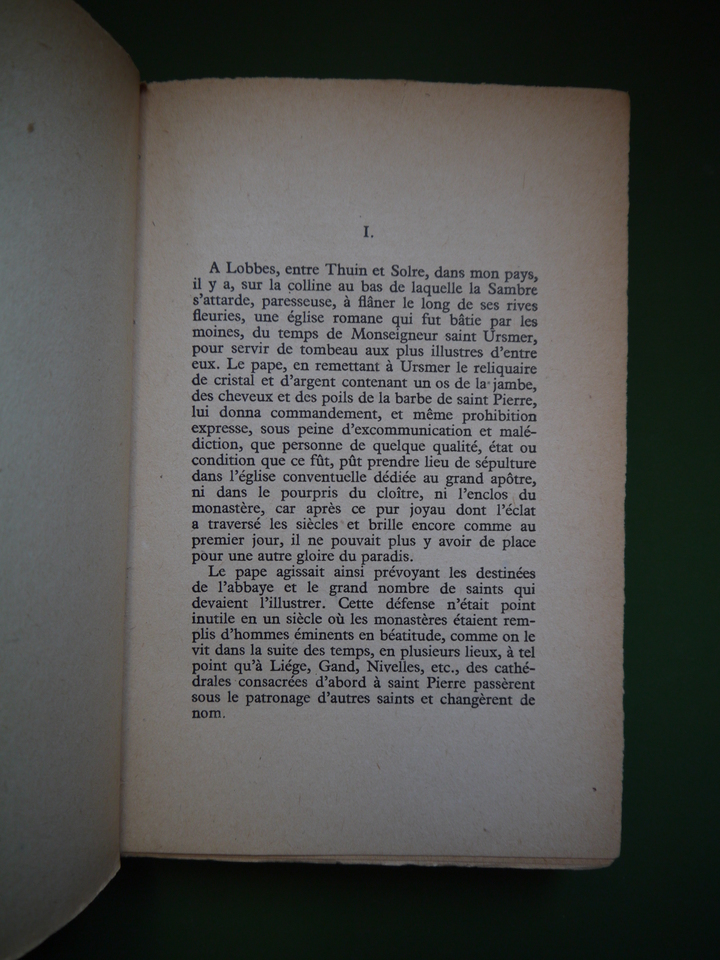 I.
A Lobbes, entre Thuin et Solre, dans mon pays,
il y a, sur la colline au bas de laquelle la Sambre
s'attarde, paresseuse, à flâner le long de ses rives
fleuries, une église romane qui fut bâtie par les
moines, du temps de Monseigneur saint Ursmer,
pour servir de tombeau aux plus illustres d'entre
eux. Le pape, en remettant à Ursmer le reliquaire
de cristal et d'argent contenant un os de la jambe,
des cheveux et des poils de la barbe de saint Pierre,
lui donna commandement, et même prohibition
expresse, sous peine d'excommunication et malé-
diction, que personne de quelque qualité, état ou
condition que ce fût, pût prendre lieu de sépulture
dans l'église conventuelle dédiée au grand apôtre,
ni dans le pourpris du cloître, ni l'enclos du
monastère, car après ce pur joyau dont l'éclat
a traversé les siècles et brille encore comme au
premier jour, il ne pouvait plus y avoir de place
pour une autre gloire du paradis.
Le pape agissait ainsi prévoyant les destinées
de l'abbaye et le grand nombre de saints qui
devaient l'illustrer. Cette défense n'était point
inutile en un siècle où les monastères étaient rem-
plis d'hommes éminents en béatitude, comme on le
vit dans la suite des temps, en plusieurs lieux, à tel
point qu'à Liége, Gand, Nivelles, etc., des cathé-
drales consacrées d'abord à saint Pierre passèrent
sous le patronage d'autres saints et changèrent de
nom.